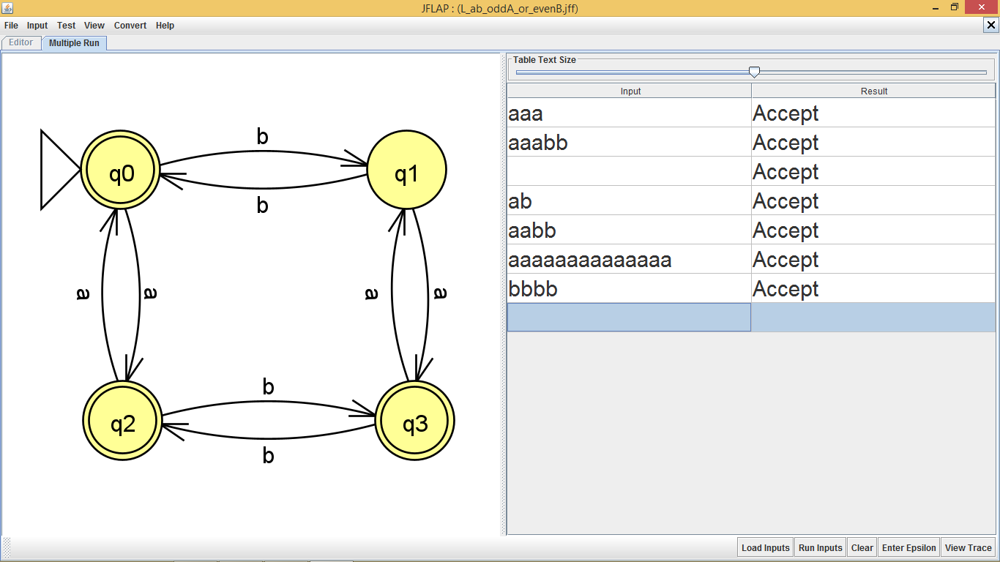 JFLAP : (L_ab_oddA_or_evenB.jff)
File Input Test View Convert Help
Editor Multiple Run
b
q0 q1
b
a a a a
b
q2 q3
b
Table Text Size
Input Result
aaa Accept
aaabb Accept
Accept
ab Accept
aabb Accept
aaaaaaaaaaaaaa Accept
bbbb Accept
Load Inputs Run Inputs Clear Enter Epsilon View Trace